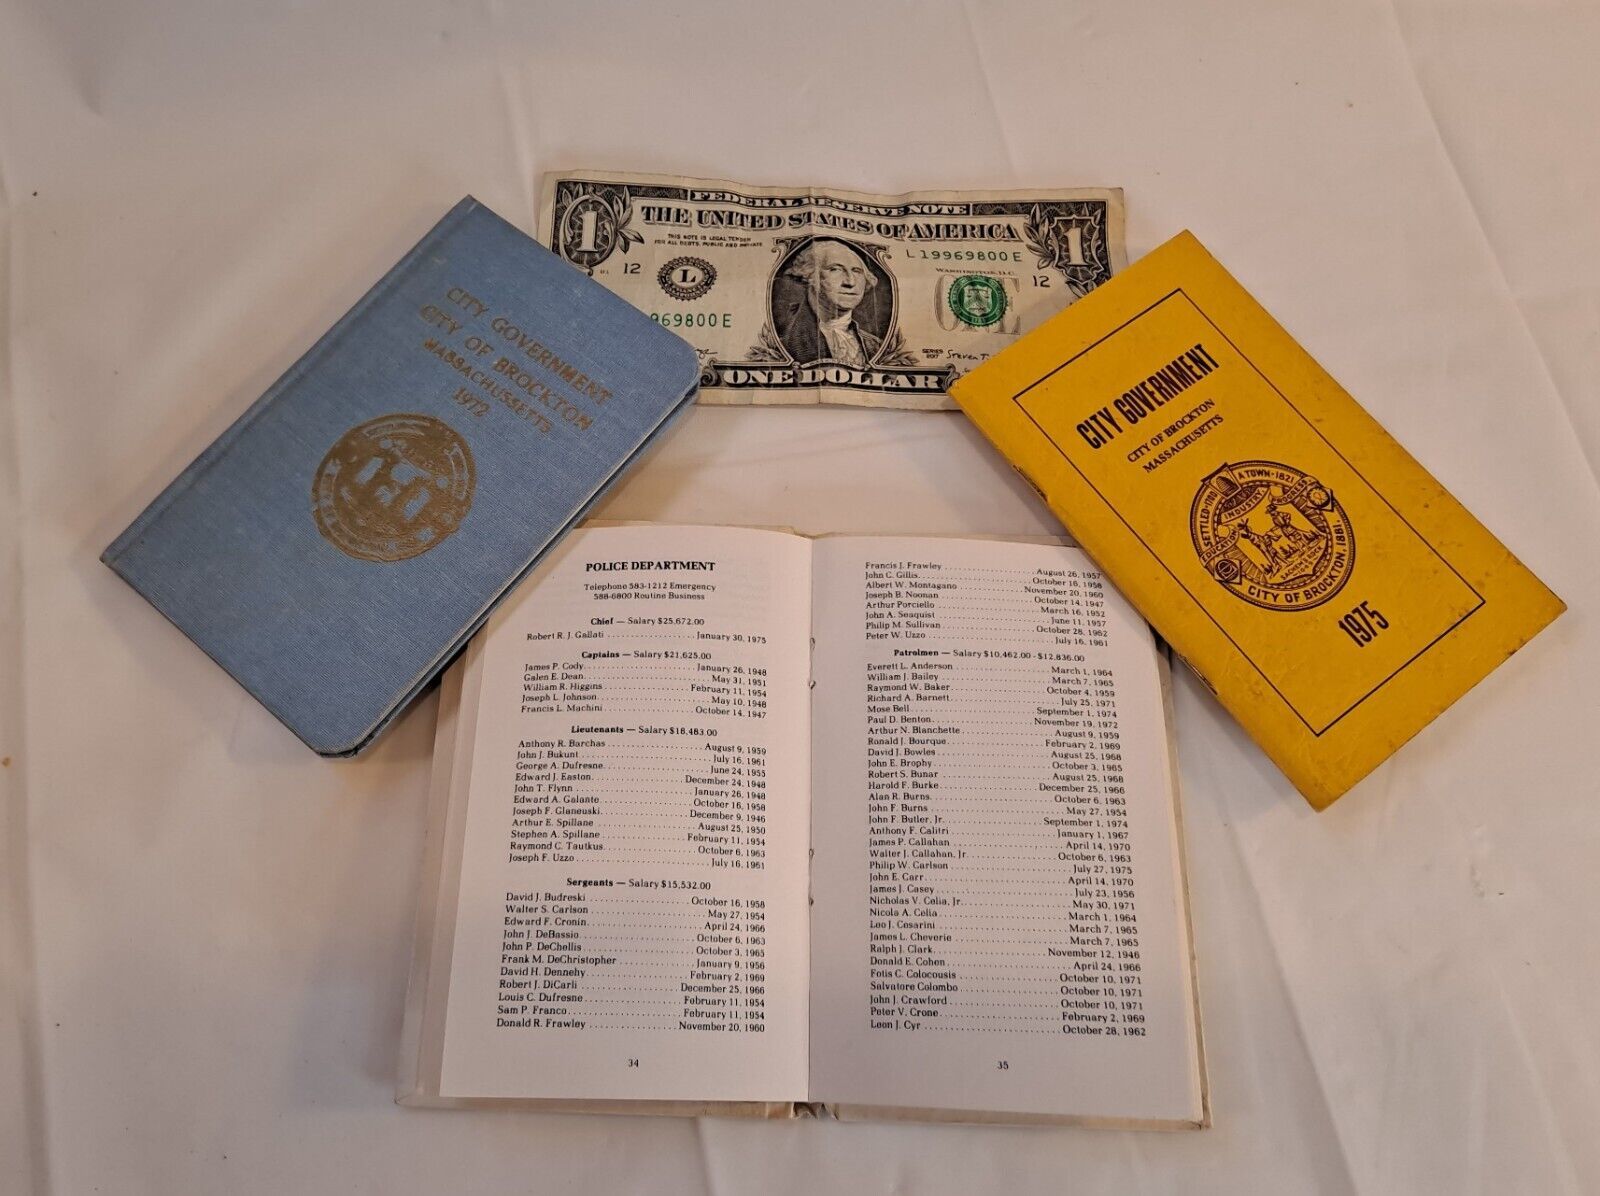 CITY GOVERNMENT
CITY OF BROCKTON
MASSACHUSETTS
1972
FEDERAL RESERVE NOTE
THE UNITED STATES OF AMERICA
THIS NOTE IS LEGAL TENDER
FOR ALL DEBTS, PUBLIC AND PRIVATE
L 19969800 E
WASHINGTON, D.C.
12
L
12
969800 E
ONE
SERIES
2017
ONE DOLLAR
1
1
CITY GOVERNMENT
CITY OF BROCKTON
MASSACHUSETTS
SETTLED-1700 A TOWN-1821
EDUCATION INDUSTRY PROGRESS
CITY OF BROCKTON, 1881.
1975
POLICE DEPARTMENT
Telephone 583-1212 Emergency
588-6800 Routine Business
Chief — Salary $25,672.00
Robert R. J. Gallati January 30, 1975
Captains — Salary $21,625.00
James P. Cody January 26, 1948
Galen E. Dean May 31, 1951
William R. Higgins February 11, 1954
Joseph L. Johnson May 10, 1948
Francis L. Machini October 14, 1947
Lieutenants — Salary $18,483.00
Anthony R. Barchas August 9, 1959
John J. Bukunt July 16, 1961
George A. Dufresne June 24, 1955
Edward J. Easton December 24, 1948
John T. Flynn January 26, 1948
Edward A. Galante October 16, 1958
Joseph F. Glaneuski December 9, 1946
Arthur E. Spillane August 25, 1950
Stephen A. Spillane February 11, 1954
Raymond C. Tautkus October 6, 1963
Joseph F. Uzzo July 16, 1961
Sergeants — Salary $15,532.00
David J. Budreski October 16, 1958
Walter S. Carlson May 27, 1954
Edward F. Cronin April 24, 1966
John J. DeBassio October 6, 1963
John P. DeChellis October 3, 1965
Frank M. DeChristopher January 9, 1956
David H. Dennehy February 2, 1969
Robert J. DiCarli December 25, 1966
Louis C. Dufresne February 11, 1954
Sam P. Franco February 11, 1954
Donald R. Frawley November 20, 1960
34
Francis J. Frawley August 26, 1957
John C. Gillis October 16, 1958
Albert W. Montagano November 20, 1960
Joseph B. Noonan October 14, 1947
Arthur Porciello March 16, 1952
John A. Seaquist June 11, 1957
Philip M. Sullivan October 28, 1962
Peter W. Uzzo July 16, 1961
Patrolmen — Salary $10,462.00 - $12,836.00
Everett L. Anderson March 1, 1964
William J. Bailey March 7, 1965
Raymond W. Baker October 4, 1959
Richard A. Barnett July 25, 1971
Mose Bell September 1, 1974
Paul D. Benton November 19, 1972
Arthur N. Blanchette August 9, 1959
Ronald J. Bourque February 2, 1969
David J. Bowles August 25, 1968
John E. Brophy October 3, 1965
Robert S. Bunar August 25, 1968
Harold F. Burke December 25, 1966
Alan R. Burns October 6, 1963
John F. Burns May 27, 1954
John F. Butler, Jr. September 1, 1974
Anthony F. Calitri January 1, 1967
James P. Callahan April 14, 1970
Walter J. Callahan, Jr. October 6, 1963
Philip W. Carlson July 27, 1975
John E. Carr April 14, 1970
James J. Casey July 23, 1956
Nicholas V. Celia, Jr. May 30, 1971
Nicola A. Celia March 1, 1964
Leo J. Cesarini March 7, 1965
James L. Cheverie March 7, 1965
Ralph J. Clark November 12, 1946
Donald E. Cohen April 24, 1966
Fotis C. Colocousis October 10, 1971
Salvatore Colombo October 10, 1971
John J. Crawford October 10, 1971
Peter V. Crone February 2, 1969
Leon J. Cyr October 28, 1962
35